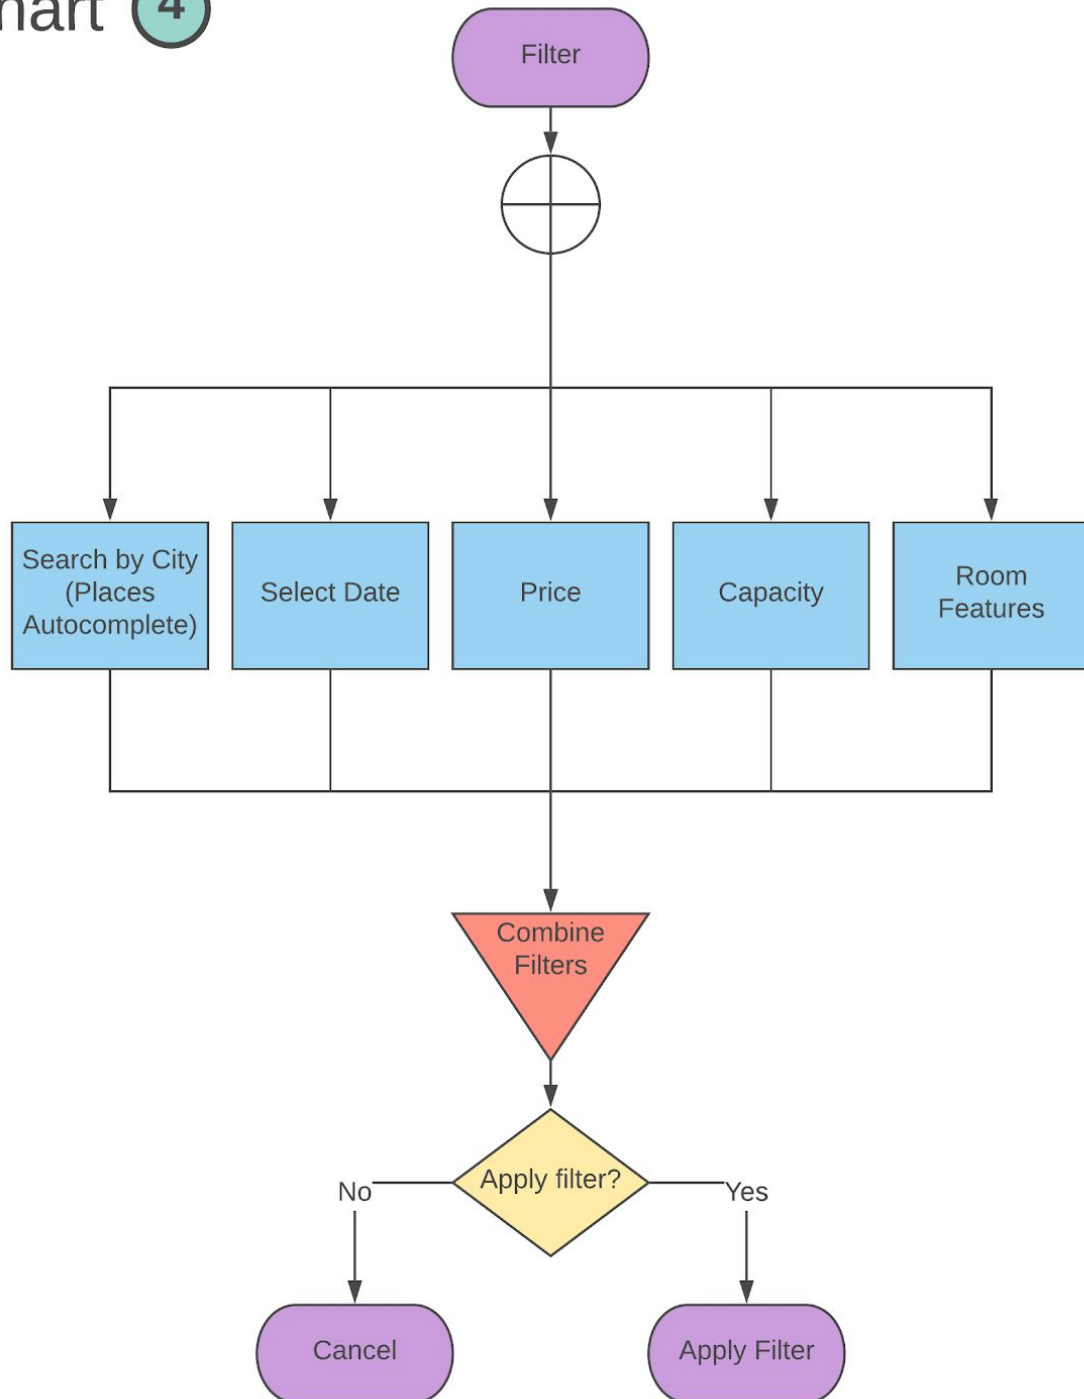 4
Filter
Search by City
(Places
Autocomplete)
Select Date
Price
Capacity
Room
Features
Combine
Filters
Apply filter?
No
Yes
Cancel
Apply Filter